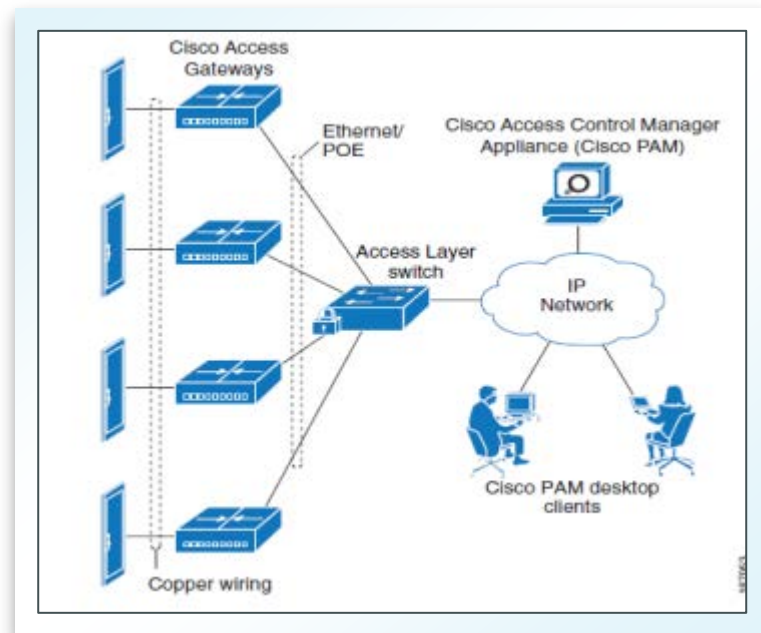 Cisco Access
Gateways
Ethernet/
POE
Cisco Access Control Manager
Appliance (Cisco PAM)
Access Layer
switch
IP
Network
Cisco PAM desktop
clients
Copper wiring